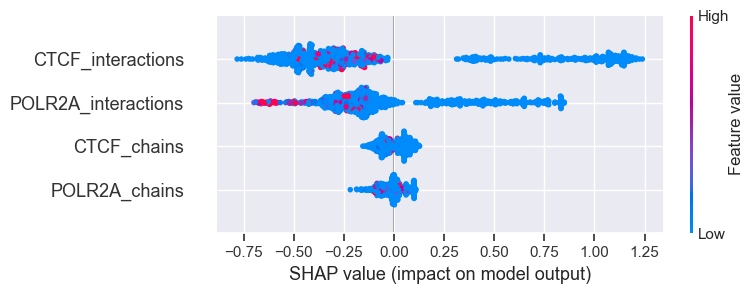 High
CTCF_interactions
POLR2A_interactions
CTCF_chains
POLR2A_chains
Low
Feature value
−0.75 −0.50 −0.25 0.00 0.25 0.50 0.75 1.00 1.25
SHAP value (impact on model output)